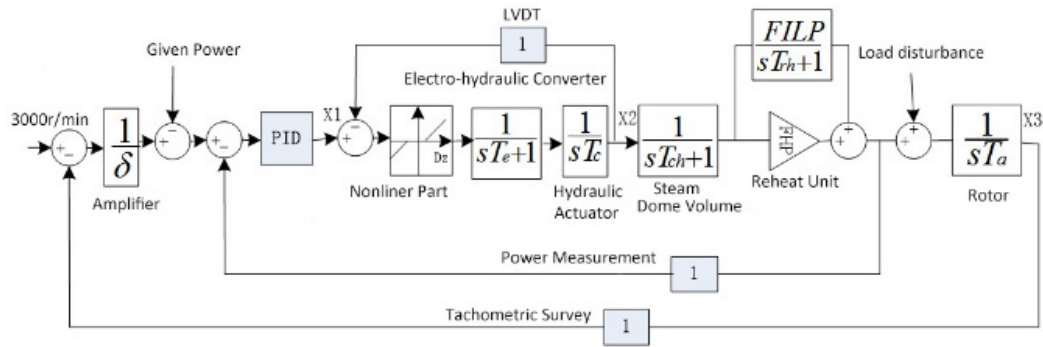 LVDT
1
Given Power
Electro-hydraulic Converter
FILP
sTrh+1
Load disturbance
3000r/min
+
−
1
δ
Amplifier
−
+
+
−
PID
X1
−
+
Dz
Nonliner Part
1
sTe+1
1
sTc
Hydraulic
Actuator
X2
1
sTch+1
Steam
Dome Volume
Reheat Unit
+
+
+
+
1
sTa
X3
Rotor
Power Measurement
1
Tachometric Survey
1